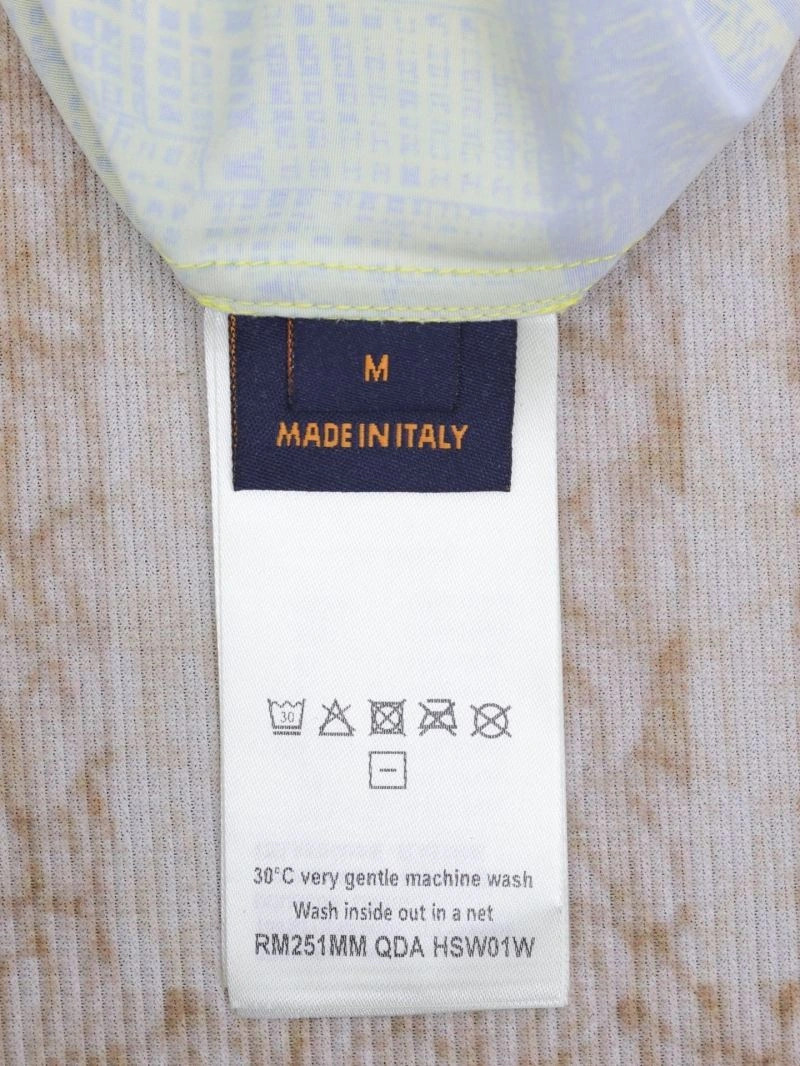 M
MADE IN ITALY
30
30°C very gentle machine wash
Wash inside out in a net
RM251MM QDA HSW01W